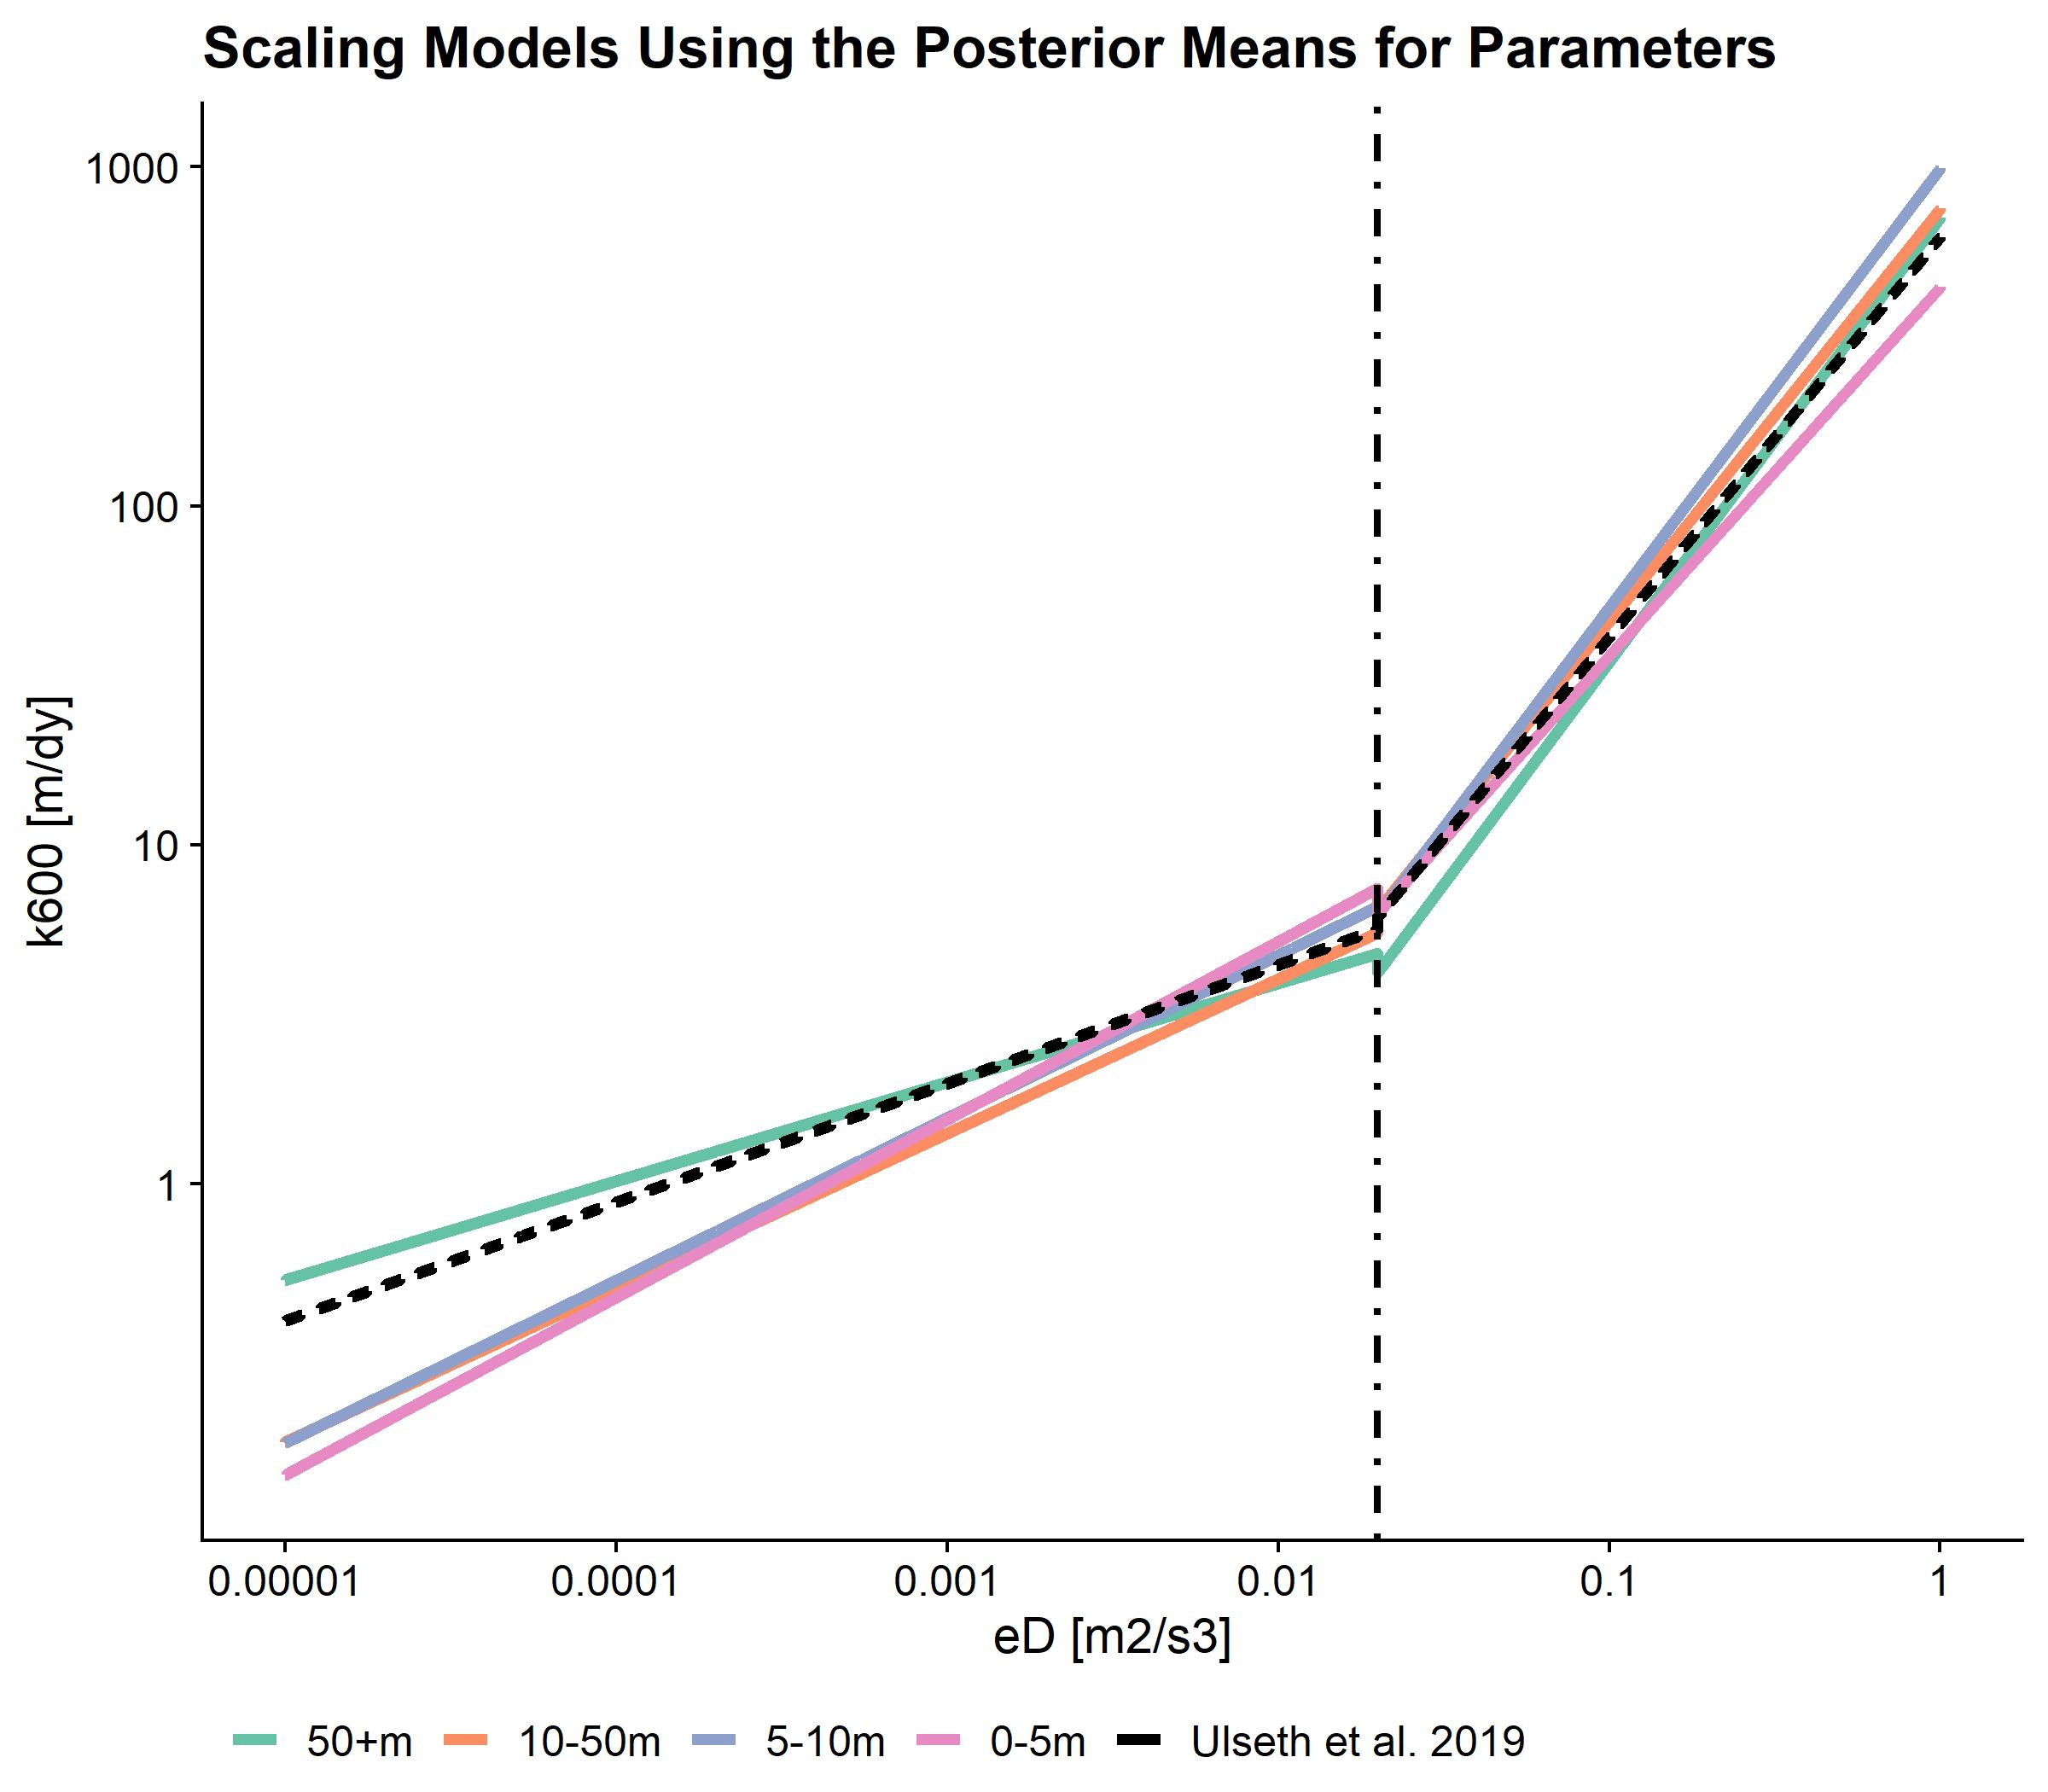 Scaling Models Using the Posterior Means for Parameters
1000
100
10
1
k600 [m/dy]
0.00001 0.0001 0.001 0.01 0.1 1
eD [m2/s3]
50+m 10-50m 5-10m 0-5m Ulseth et al. 2019